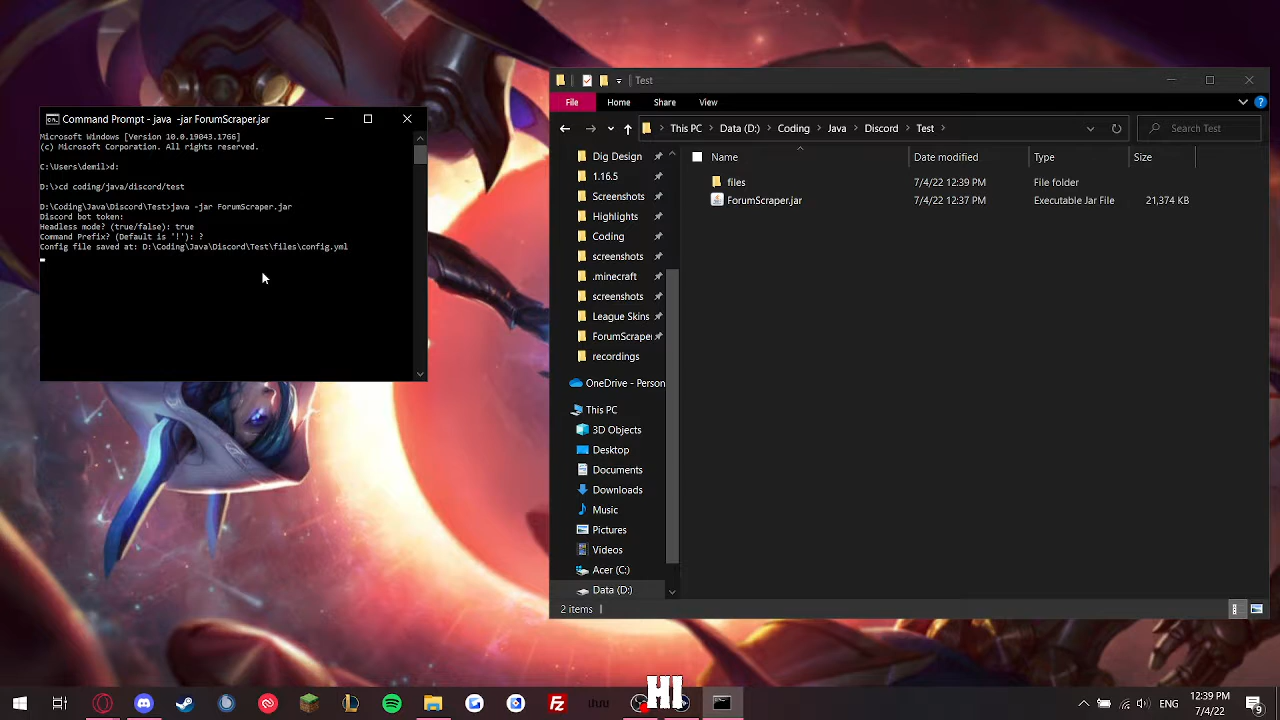 Command Prompt - java  -jar ForumScraper.jar
Microsoft Windows [Version 10.0.19043.1766]
(c) Microsoft Corporation. All rights reserved.
C:\Users\demil>d:
D:\>cd coding/java/discord/test
D:\Coding\Java\Discord\Test>java -jar ForumScraper.jar
Discord bot token:
Headless mode? (true/false): true
Command Prefix? (Default is '!'): ?
Config file saved at: D:\Coding\Java\Discord\Test\files\config.yml
Test
File Home Share View
This PC > Data (D:) > Coding > Java > Discord > Test >
Search Test
Name Date modified Type Size
files 7/4/22 12:39 PM File folder
ForumScraper.jar 7/4/22 12:37 PM Executable Jar File 21,374 KB
Dig Design
1.16.5
Screenshots
Highlights
Coding
screenshots
.minecraft
screenshots
League Skins
ForumScrape
recordings
OneDrive - Person
This PC
3D Objects
Desktop
Documents
Downloads
Music
Pictures
Videos
Acer (C:)
Data (D:)
2 items
HI
Fz
ENG
12:39 PM
7/4/22